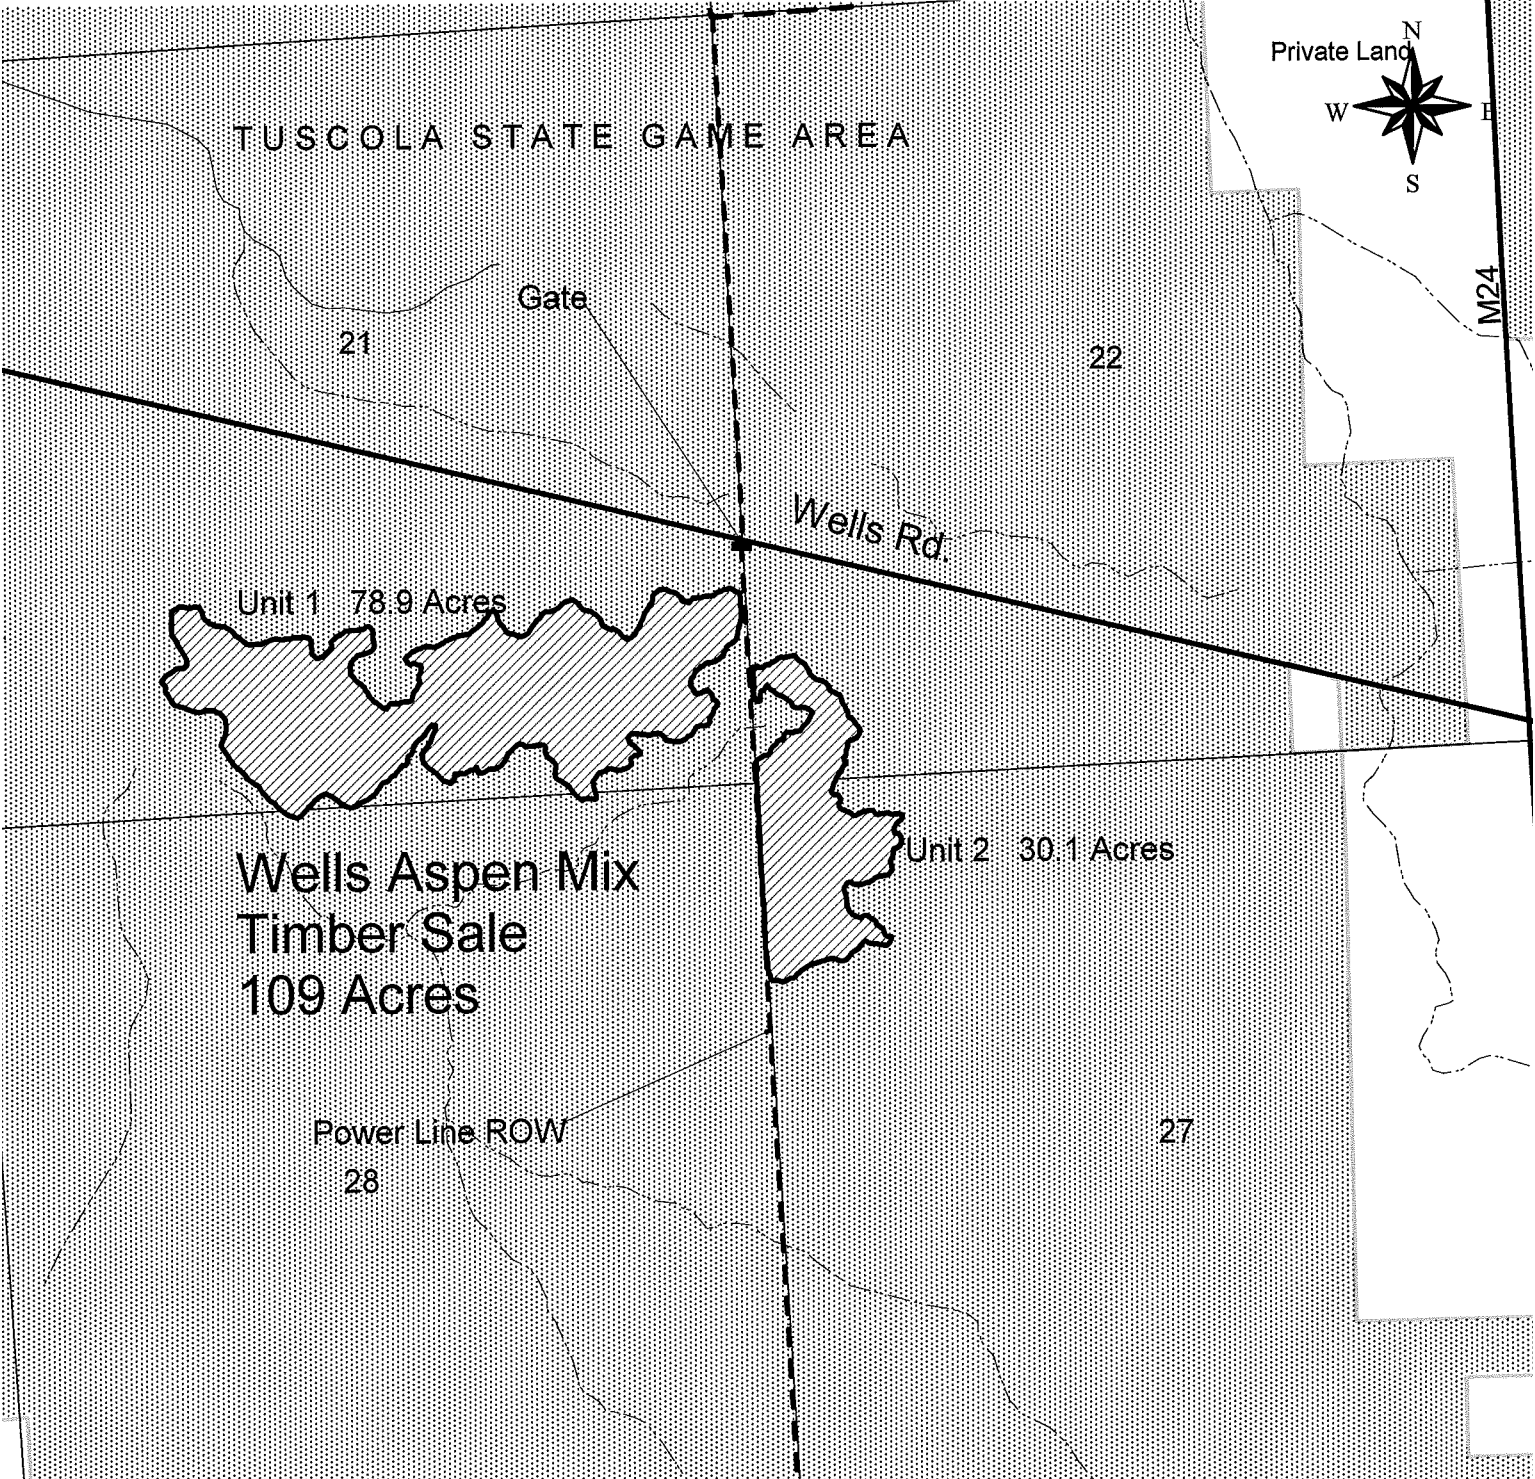 N
Private Land
W
E
S
TUSCOLA STATE GAME AREA
M24
Gate
21
22
Wells Rd.
Unit 1 78.9 Acres
Unit 2 30.1 Acres
Wells Aspen Mix
Timber Sale
109 Acres
Power Line ROW
28
27